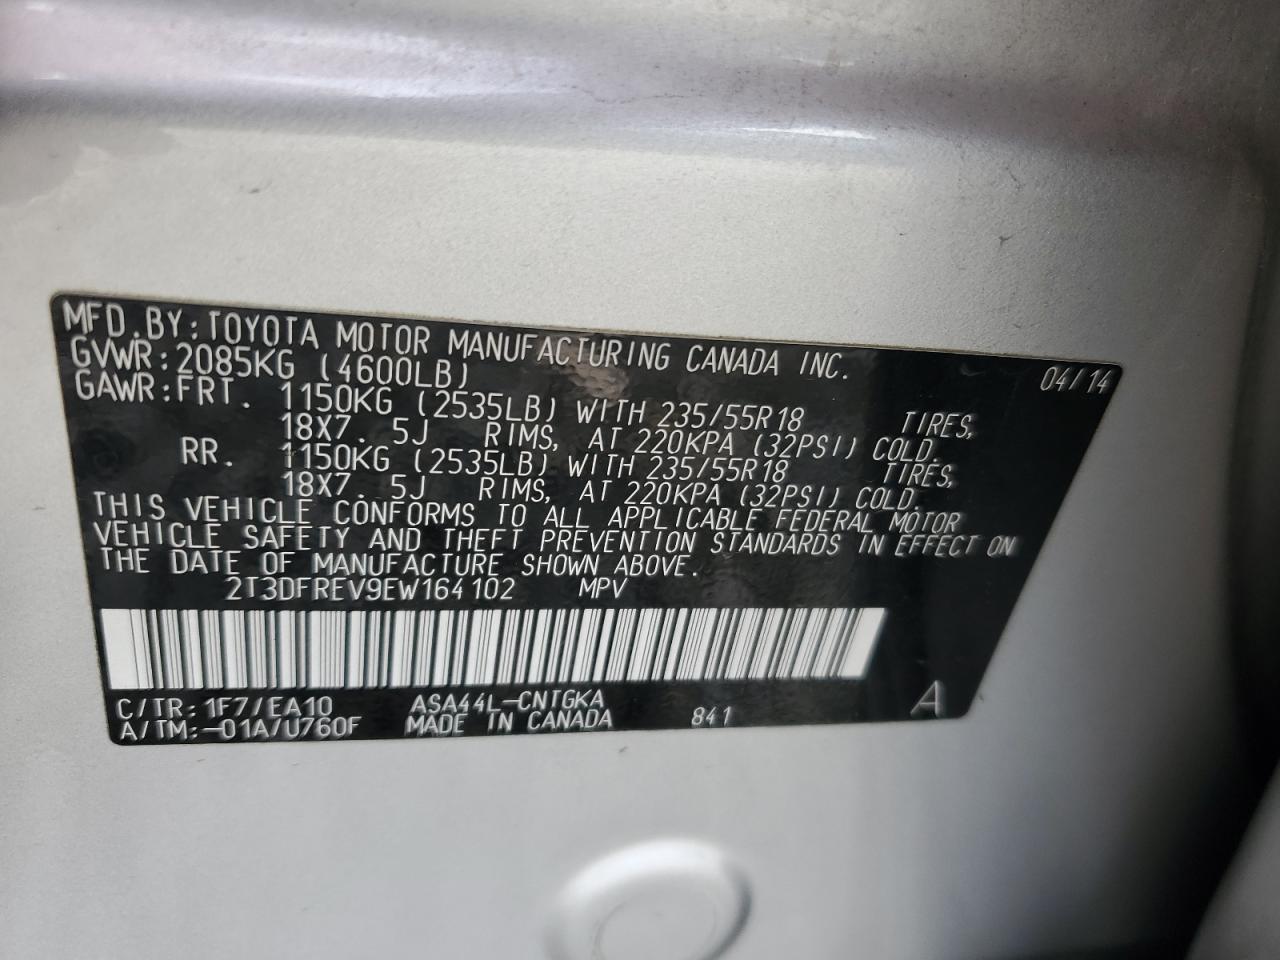 MFD.BY:TOYOTA MOTOR MANUFACTURING CANADA INC. 04/14
GVWR:2085KG (4600LB)
GAWR:FRT. 1150KG (2535LB) WITH 235/55R18 TIRES,
18X7. 5J RIMS, AT 220KPA (32PSI) COLD.
RR. 1150KG (2535LB) WITH 235/55R18 TIRES,
18X7. 5J RIMS, AT 220KPA (32PSI) COLD.
THIS VEHICLE CONFORMS TO ALL APPLICABLE FEDERAL MOTOR
VEHICLE SAFETY AND THEFT PREVENTION STANDARDS IN EFFECT ON
THE DATE OF MANUFACTURE SHOWN ABOVE.
2T3DFREV9EW164102 MPV
C/TR:1F7/EA10 ASA44L-CNTGKA
A/TM:-01A/U760F MADE IN CANADA 841 A